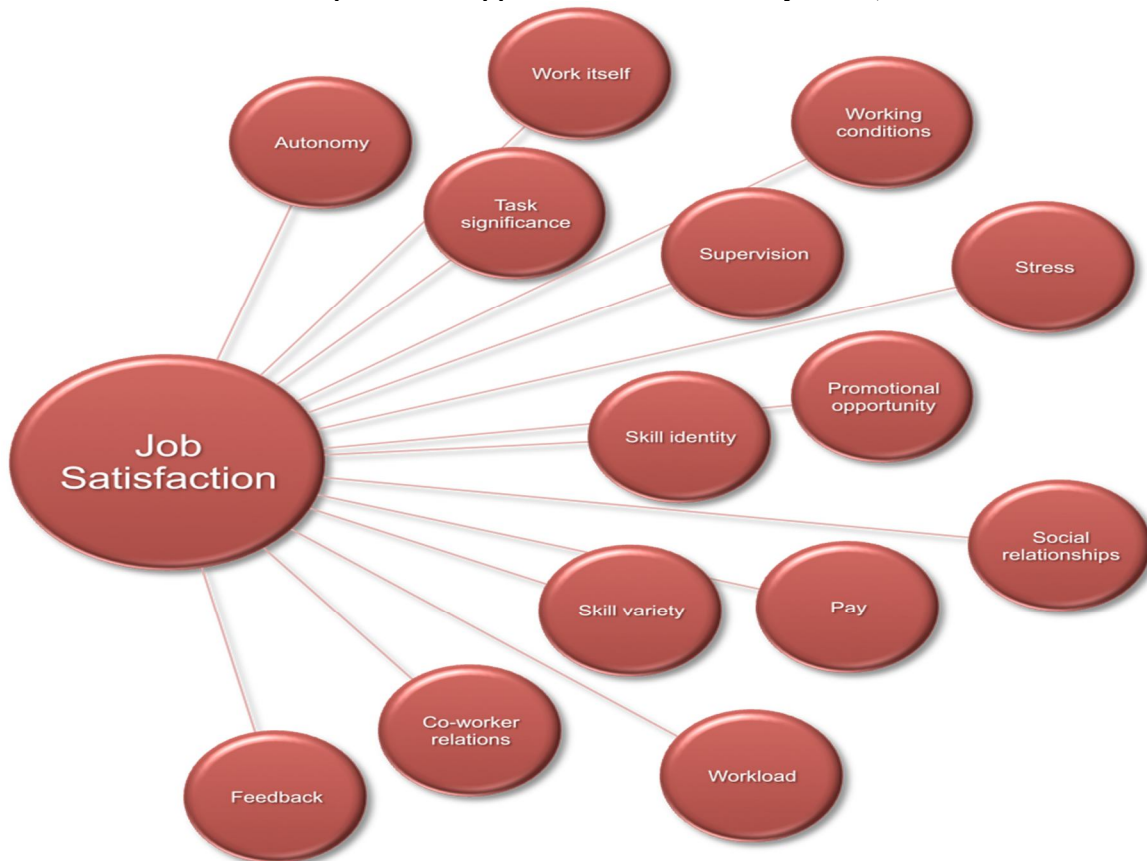 Work itself
Autonomy
Working
conditions
Task
significance
Supervision
Stress
Promotional
opportunity
Skill identity
Job
Satisfaction
Social
relationships
Skill variety
Pay
Co-worker
relations
Workload
Feedback